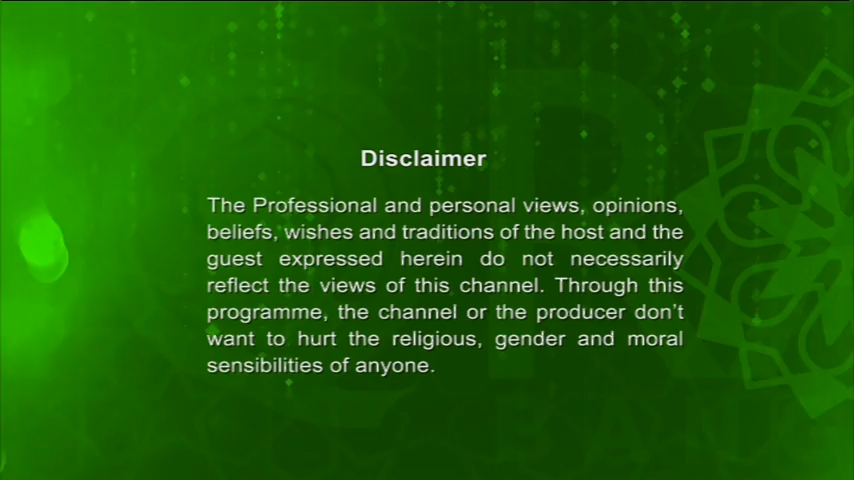 Disclaimer
The Professional and personal views, opinions,
beliefs, wishes and traditions of the host and the
guest expressed herein do not necessarily
reflect the views of this channel. Through this
programme, the channel or the producer don't
want to hurt the religious, gender and moral
sensibilities of anyone.